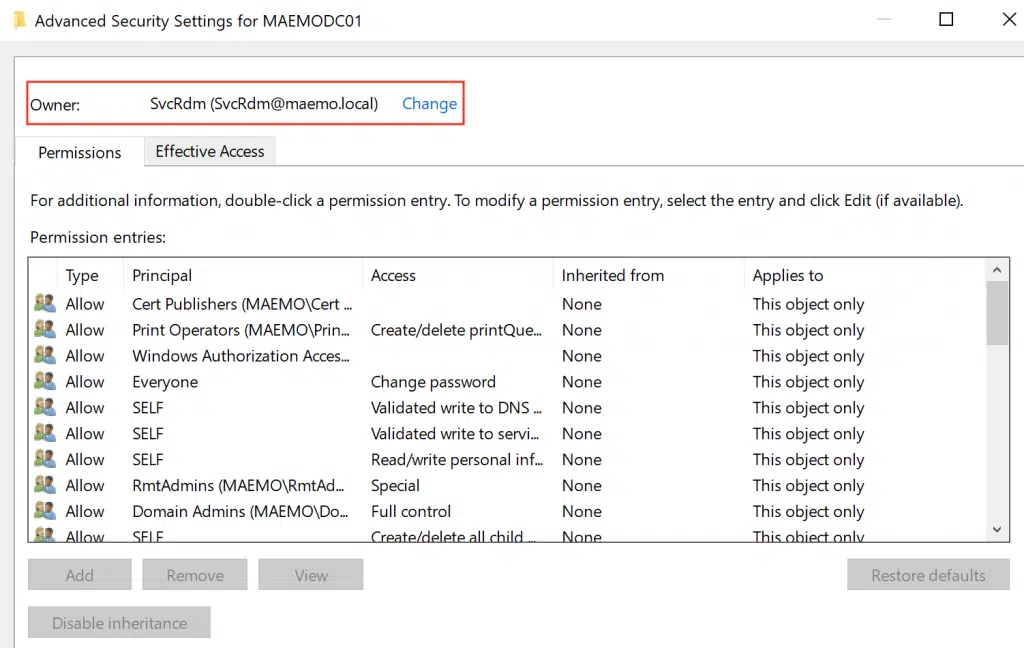 Advanced Security Settings for MAEMODC01
Owner: SvcRdm (SvcRdm@maemo.local) Change
Permissions Effective Access
For additional information, double-click a permission entry. To modify a permission entry, select the entry and click Edit (if available).
Permission entries:
Type Principal Access Inherited from Applies to
Allow Cert Publishers (MAEMO\Cert ... None This object only
Allow Print Operators (MAEMO\Prin... Create/delete printQue... None This object only
Allow Windows Authorization Acces... None This object only
Allow Everyone Change password None This object only
Allow SELF Validated write to DNS ... None This object only
Allow SELF Validated write to servi... None This object only
Allow SELF Read/write personal inf... None This object only
Allow RmtAdmins (MAEMO\RmtAd... Special None This object only
Allow Domain Admins (MAEMO\Do... Full control None This object only
Allow SELF Create/delete all child ... None This object only
Add Remove View Restore defaults
Disable inheritance